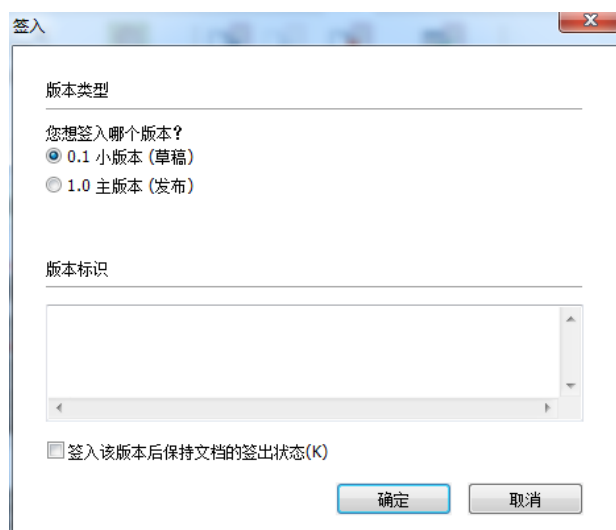 签入
版本类型
您想签入哪个版本?
0.1 小版本 (草稿)
1.0 主版本 (发布)
版本标识
签入该版本后保持文档的签出状态(K)
确定
取消